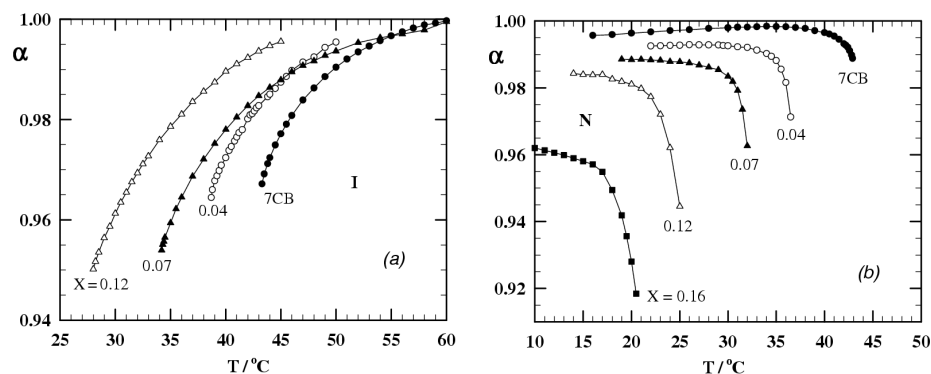 1.00
α
0.98
0.96
0.94
25 30 35 40 45 50 55 60
T / °C
X = 0.12
0.07
0.04
7CB
I
(a)
1.00
α
0.98
0.96
0.94
0.92
10 15 20 25 30 35 40 45 50
T / °C
N
7CB
0.04
0.07
0.12
X = 0.16
(b)